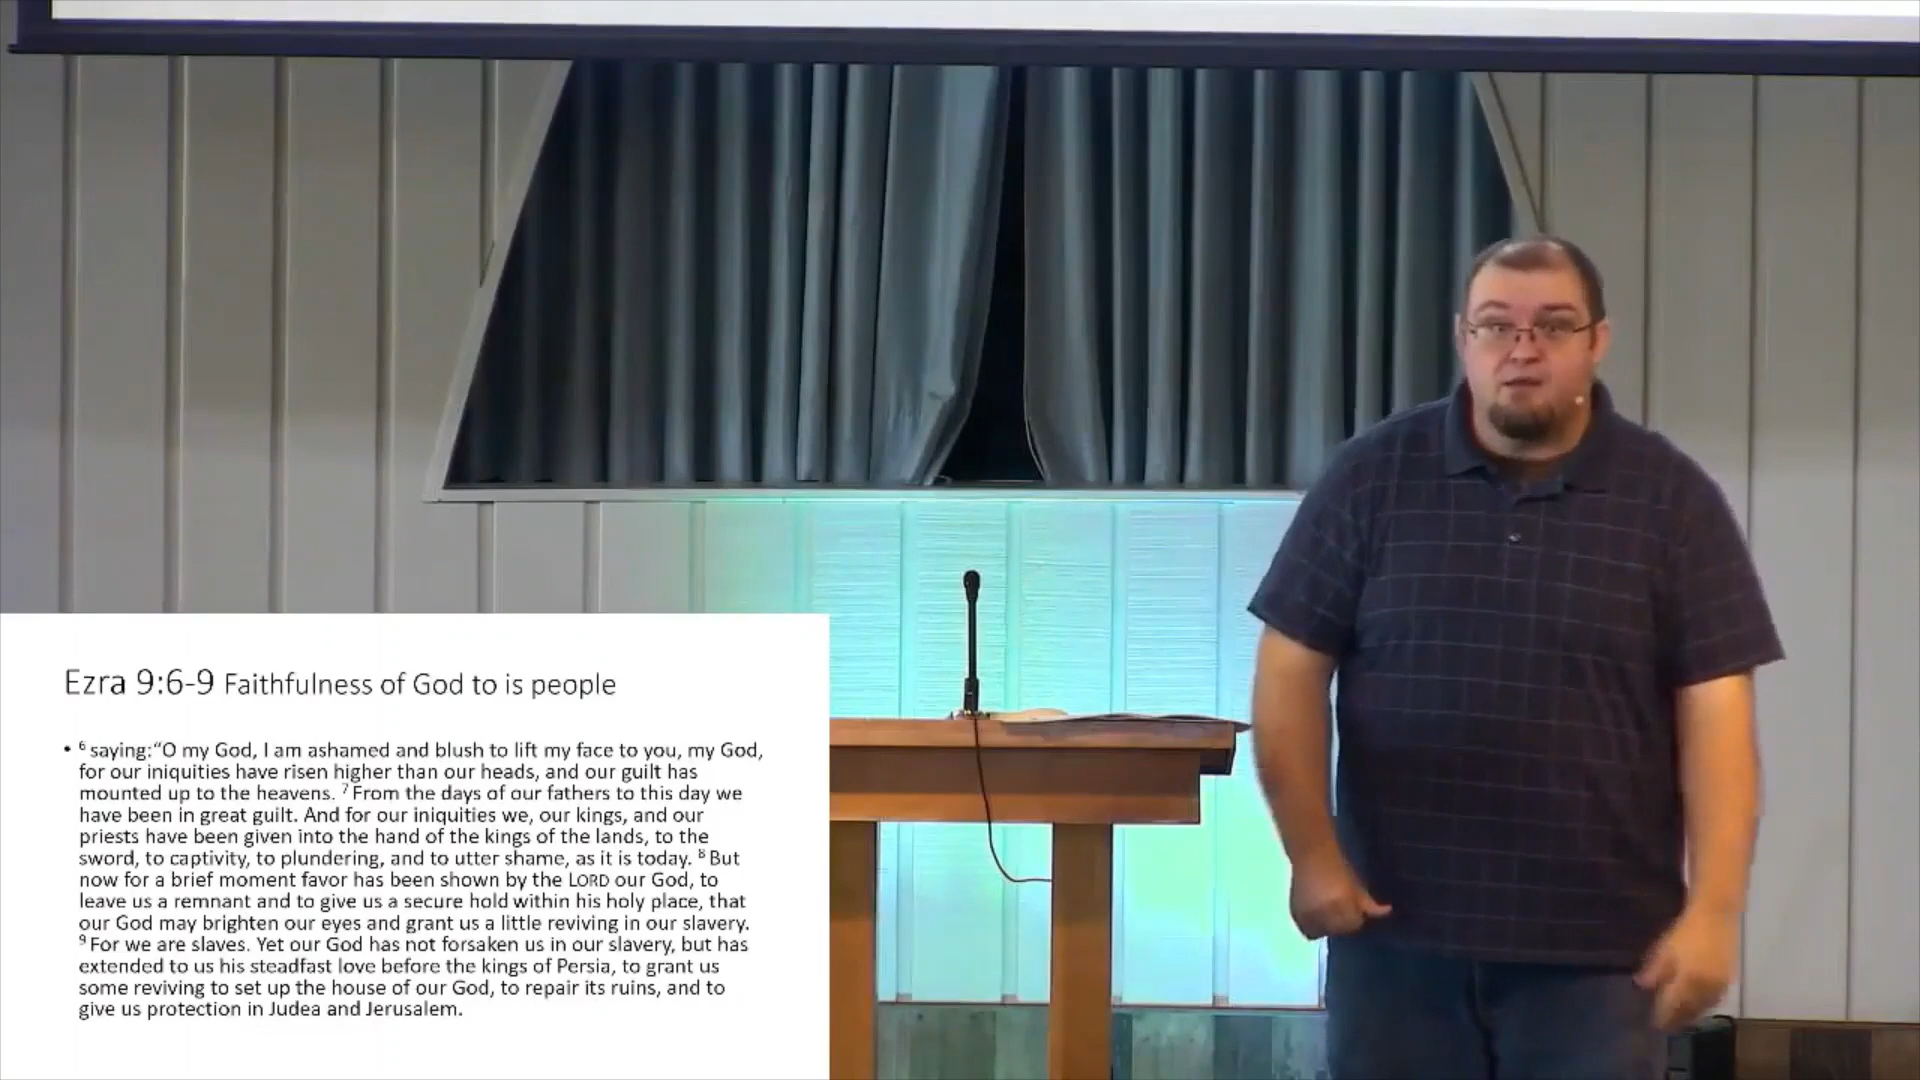 Ezra 9:6-9 Faithfulness of God to is people
• ⁶ saying:“O my God, I am ashamed and blush to lift my face to you, my God,
for our iniquities have risen higher than our heads, and our guilt has
mounted up to the heavens. ⁷ From the days of our fathers to this day we
have been in great guilt. And for our iniquities we, our kings, and our
priests have been given into the hand of the kings of the lands, to the
sword, to captivity, to plundering, and to utter shame, as it is today. ⁸ But
now for a brief moment favor has been shown by the LORD our God, to
leave us a remnant and to give us a secure hold within his holy place, that
our God may brighten our eyes and grant us a little reviving in our slavery.
⁹ For we are slaves. Yet our God has not forsaken us in our slavery, but has
extended to us his steadfast love before the kings of Persia, to grant us
some reviving to set up the house of our God, to repair its ruins, and to
give us protection in Judea and Jerusalem.